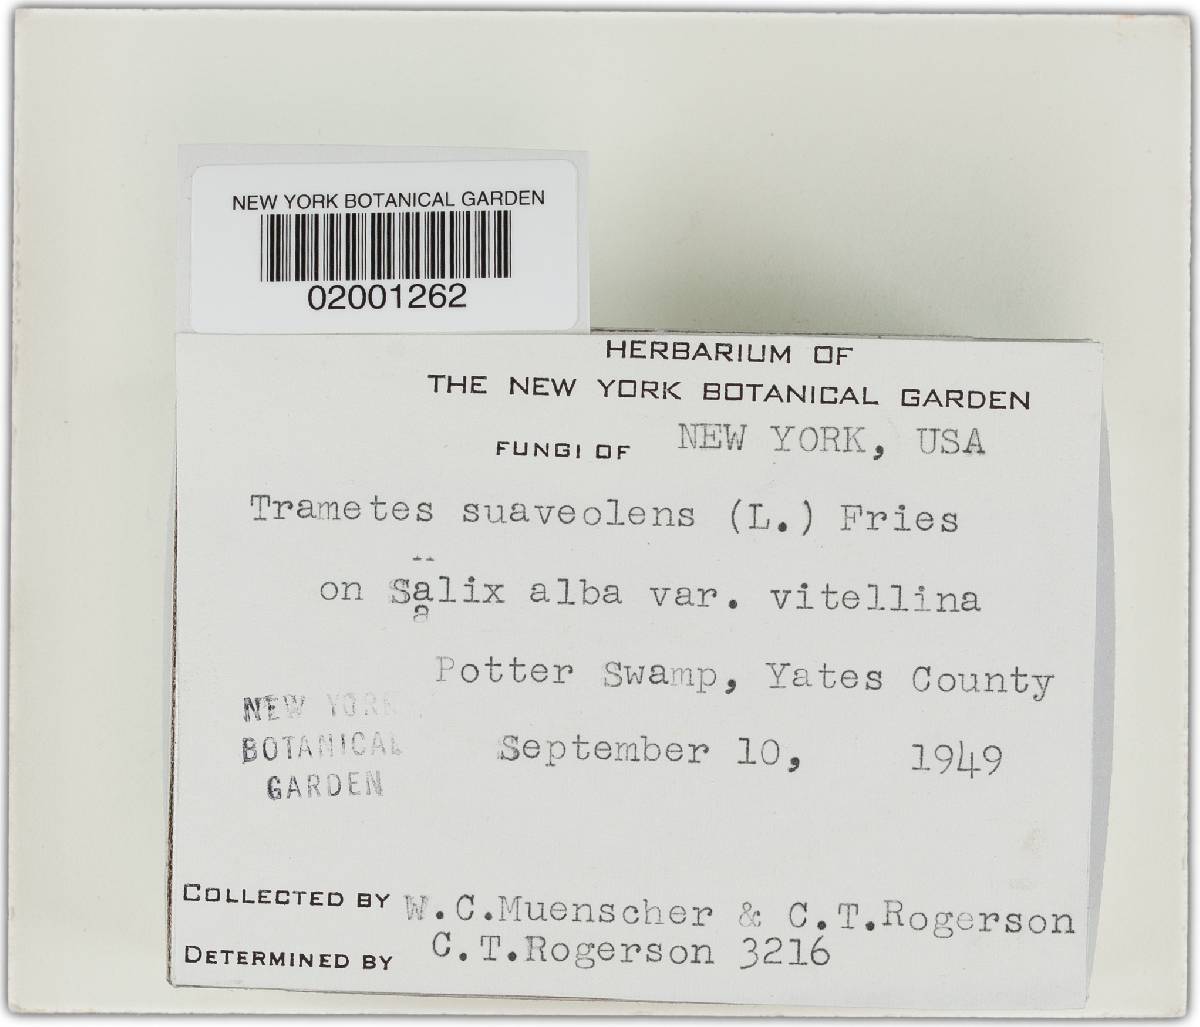 NEW YORK BOTANICAL GARDEN
02001262
HERBARIUM OF
THE NEW YORK BOTANICAL GARDEN
FUNGI OF NEW YORK, USA
Trametes suaveolens (L.) Fries
on Salix alba var. vitellina
Potter Swamp, Yates County
NEW YORK
BOTANICAL
GARDEN
September 10, 1949
COLLECTED BY W.C.Muenscher & C.T.Rogerson
DETERMINED BY C.T.Rogerson 3216